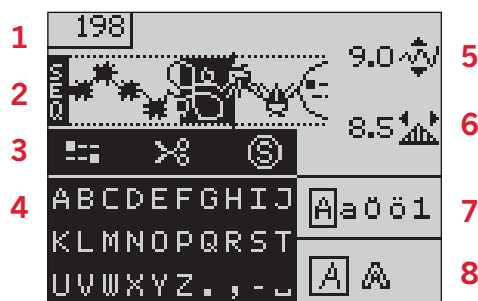 1
198
9.0
5
2
SEQ
8.5
6
3
S
4
ABCDEFGHIJ
KLMNOPQRST
UVWXYZ.,-␣
Aaöö1
7
A A
8